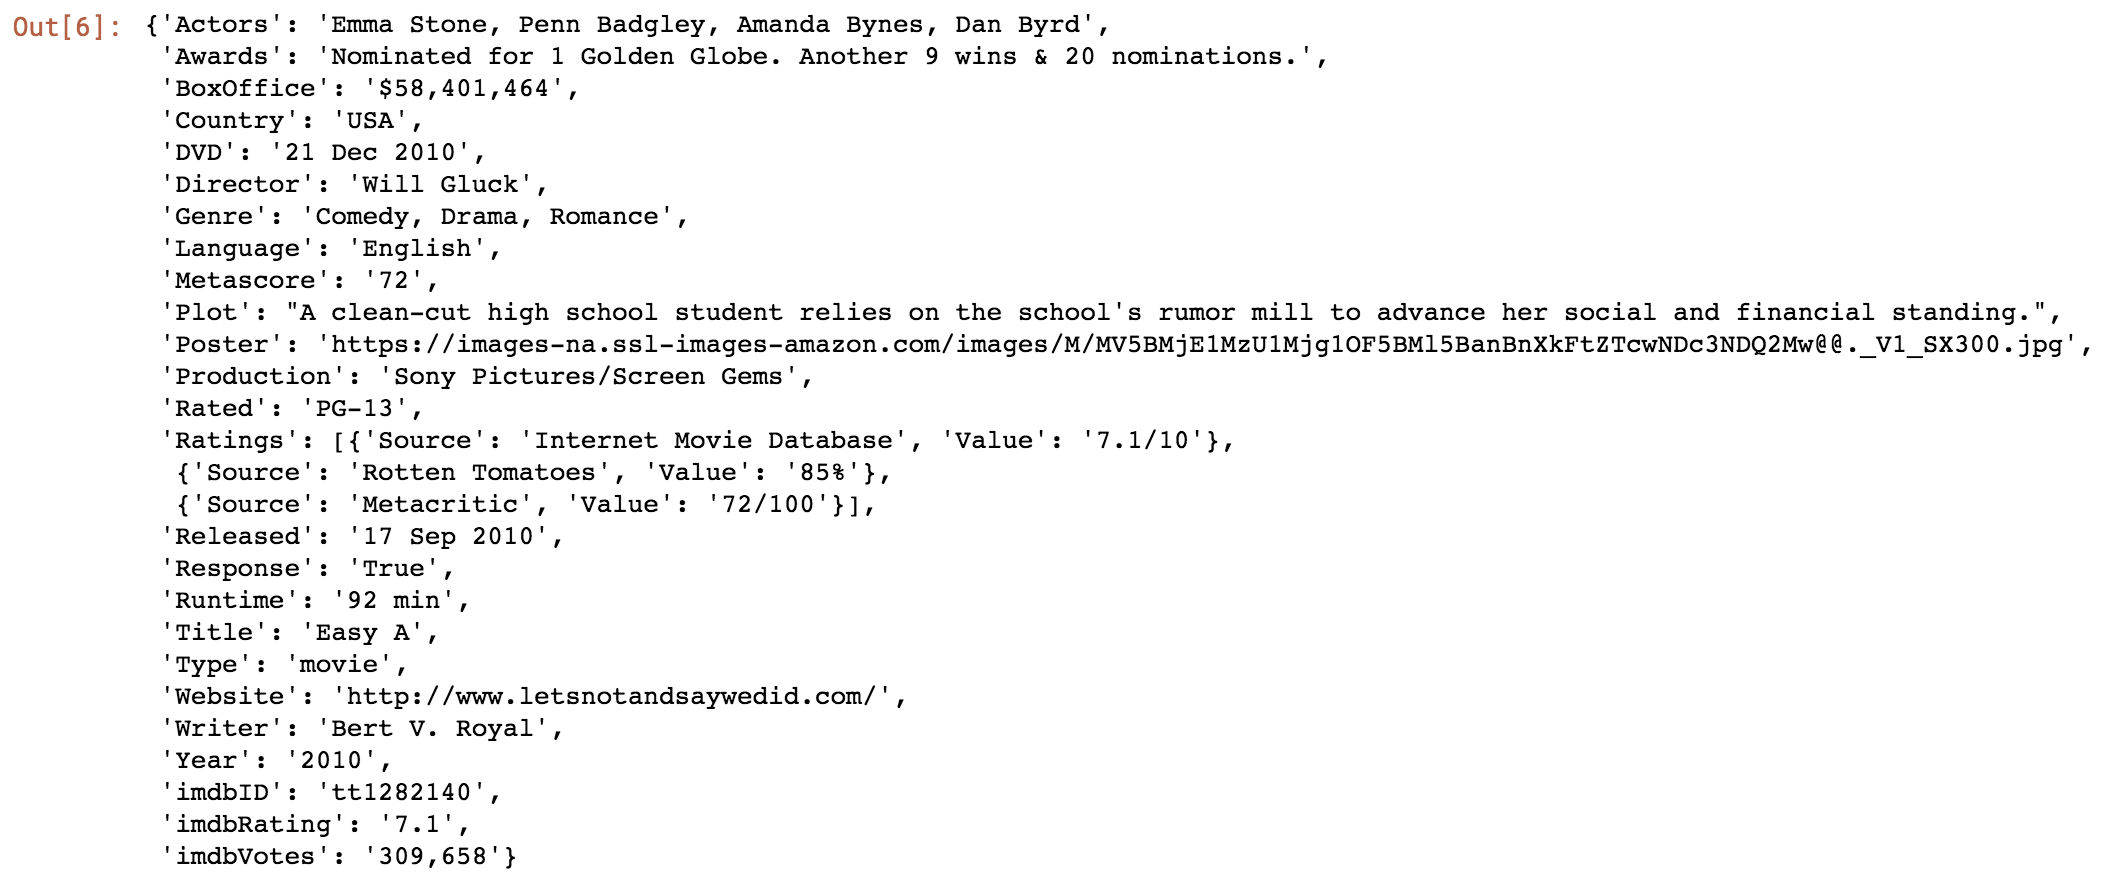 Out[6]: {'Actors': 'Emma Stone, Penn Badgley, Amanda Bynes, Dan Byrd',
'Awards': 'Nominated for 1 Golden Globe. Another 9 wins & 20 nominations.',
'BoxOffice': '$58,401,464',
'Country': 'USA',
'DVD': '21 Dec 2010',
'Director': 'Will Gluck',
'Genre': 'Comedy, Drama, Romance',
'Language': 'English',
'Metascore': '72',
'Plot': "A clean-cut high school student relies on the school's rumor mill to advance her social and financial standing.",
'Poster': 'https://images-na.ssl-images-amazon.com/images/M/MV5BMjE1MzU1Mjg1OF5BMl5BanBnXkFtZTcwNDc3NDQ2Mw@@._V1_SX300.jpg',
'Production': 'Sony Pictures/Screen Gems',
'Rated': 'PG-13',
'Ratings': [{'Source': 'Internet Movie Database', 'Value': '7.1/10'},
{'Source': 'Rotten Tomatoes', 'Value': '85%'},
{'Source': 'Metacritic', 'Value': '72/100'}],
'Released': '17 Sep 2010',
'Response': 'True',
'Runtime': '92 min',
'Title': 'Easy A',
'Type': 'movie',
'Website': 'http://www.letsnotandsaywedid.com/',
'Writer': 'Bert V. Royal',
'Year': '2010',
'imdbID': 'tt1282140',
'imdbRating': '7.1',
'imdbVotes': '309,658'}